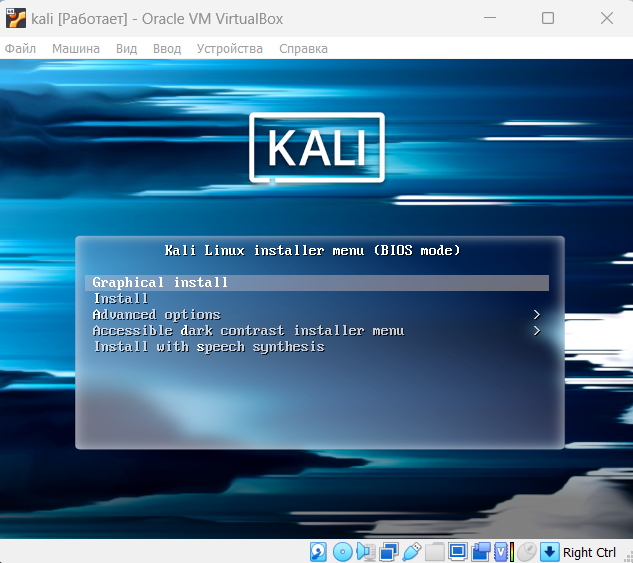 kali [Работает] - Oracle VM VirtualBox
Файл Машина Вид Ввод Устройства Справка
KALI
Kali Linux installer menu (BIOS mode)
Graphical install
Install
Advanced options >
Accessible dark contrast installer menu >
Install with speech synthesis
Right Ctrl